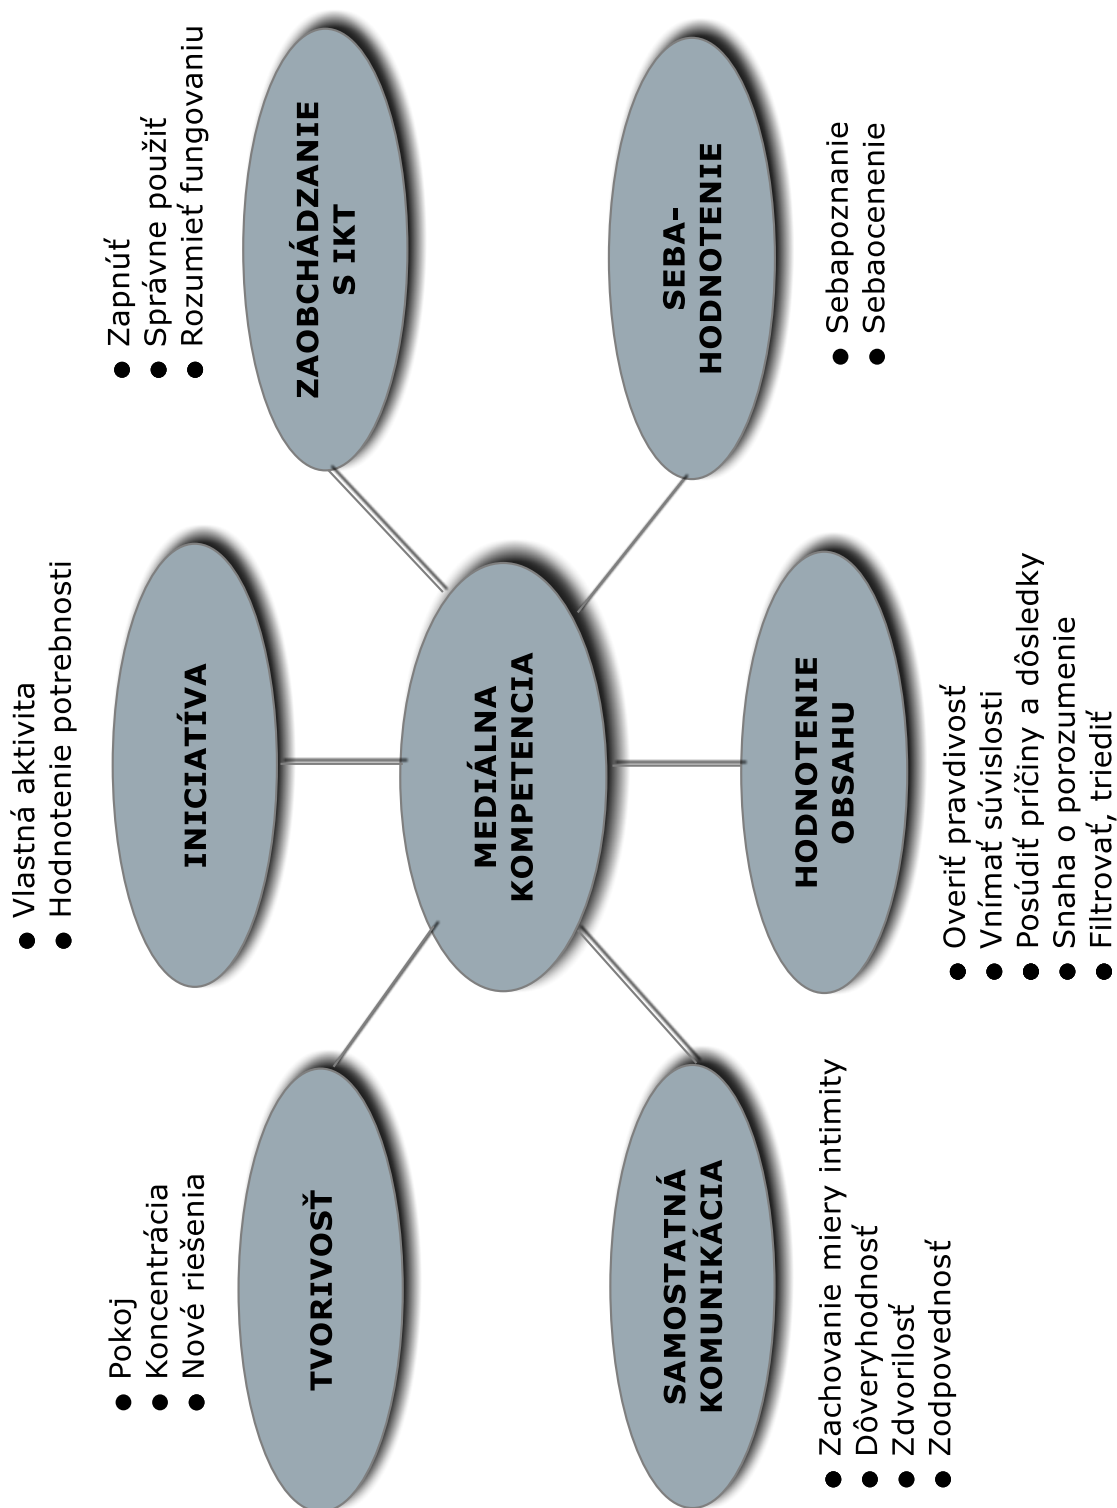 Pokoj
Koncentrácia
Nové riešenia
TVORIVOSŤ
Vlastná aktivita
Hodnotenie potrebnosti
INICIATÍVA
Zapnúť
Správne použiť
Rozumieť fungovaniu
ZAOBCHÁDZANIE
S IKT
MEDIÁLNA
KOMPETENCIA
SAMOSTATNÁ
KOMUNIKÁCIA
Zachovanie miery intimity
Dôveryhodnosť
Zdvorilosť
Zodpovednosť
HODNOTENIE
OBSAHU
Overiť pravdivosť
Vnímať súvislosti
Posúdiť príčiny a dôsledky
Snaha o porozumenie
Filtrovať, triediť
SEBA-
HODNOTENIE
Sebapoznanie
Sebaocenenie